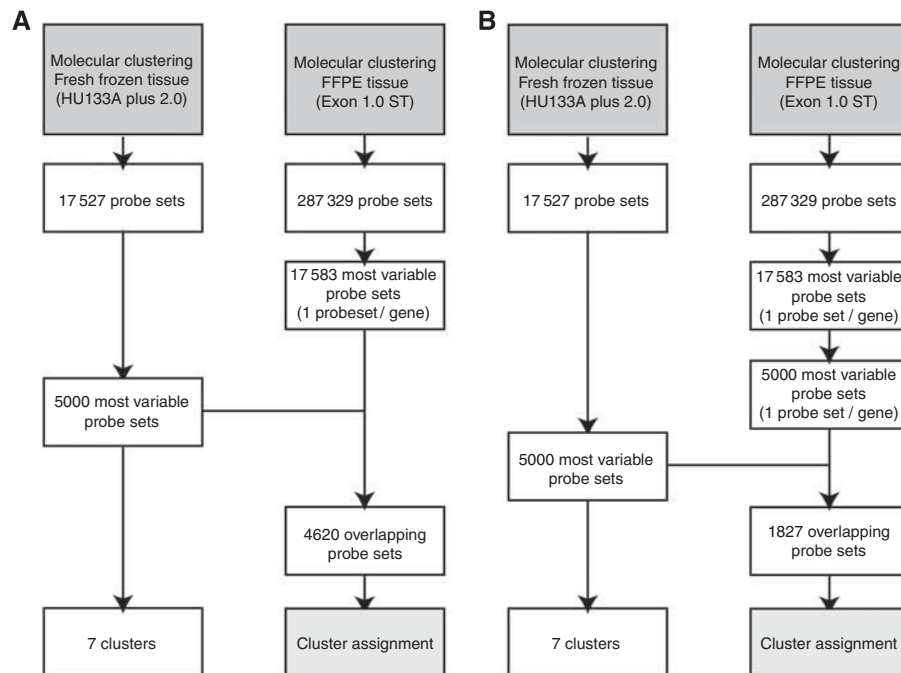 A
Molecular clustering
Fresh frozen tissue
(HU133A plus 2.0)
Molecular clustering
FFPE tissue
(Exon 1.0 ST)
17 527 probe sets
287 329 probe sets
17 583 most variable
probe sets
(1 probeset / gene)
5000 most variable
probe sets
4620 overlapping
probe sets
7 clusters
Cluster assignment
B
Molecular clustering
Fresh frozen tissue
(HU133A plus 2.0)
Molecular clustering
FFPE tissue
(Exon 1.0 ST)
17 527 probe sets
287 329 probe sets
17 583 most variable
probe sets
(1 probe set / gene)
5000 most variable
probe sets
(1 probe set / gene)
5000 most variable
probe sets
1827 overlapping
probe sets
7 clusters
Cluster assignment